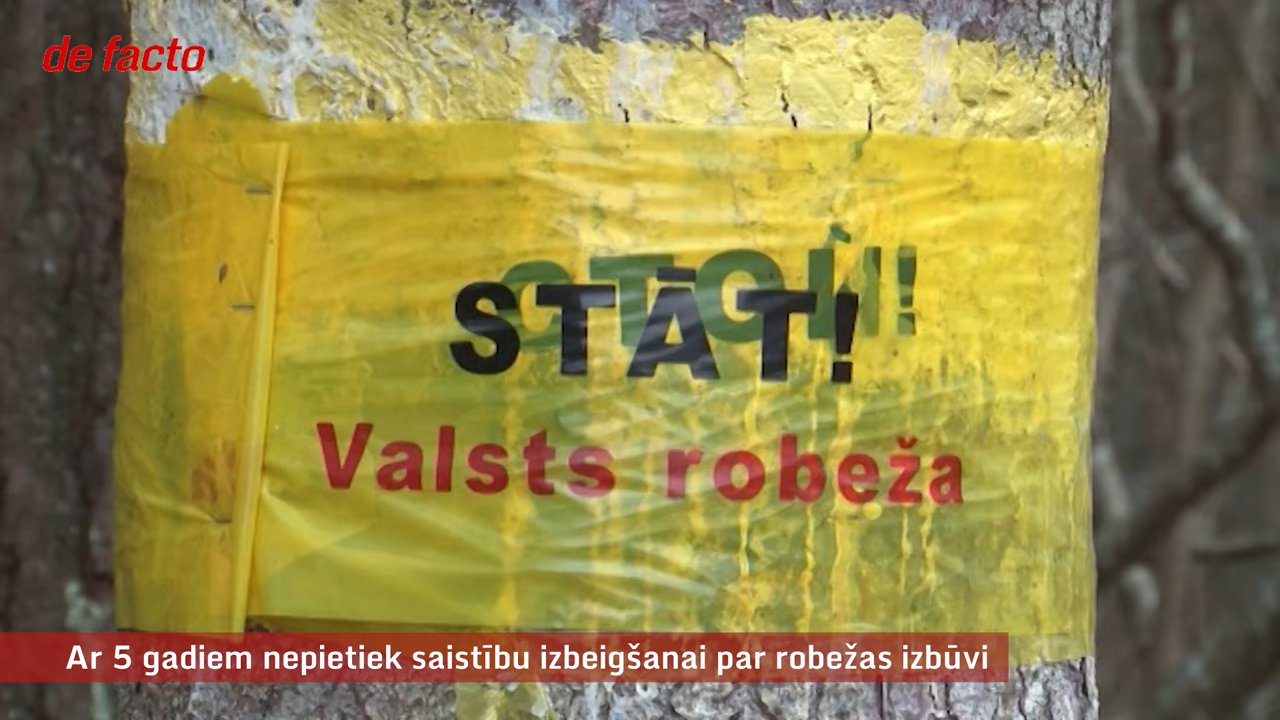 de facto
STĀT!
Valsts robeža
Ar 5 gadiem nepietiek saistību izbeigšanai par robežas izbūvi